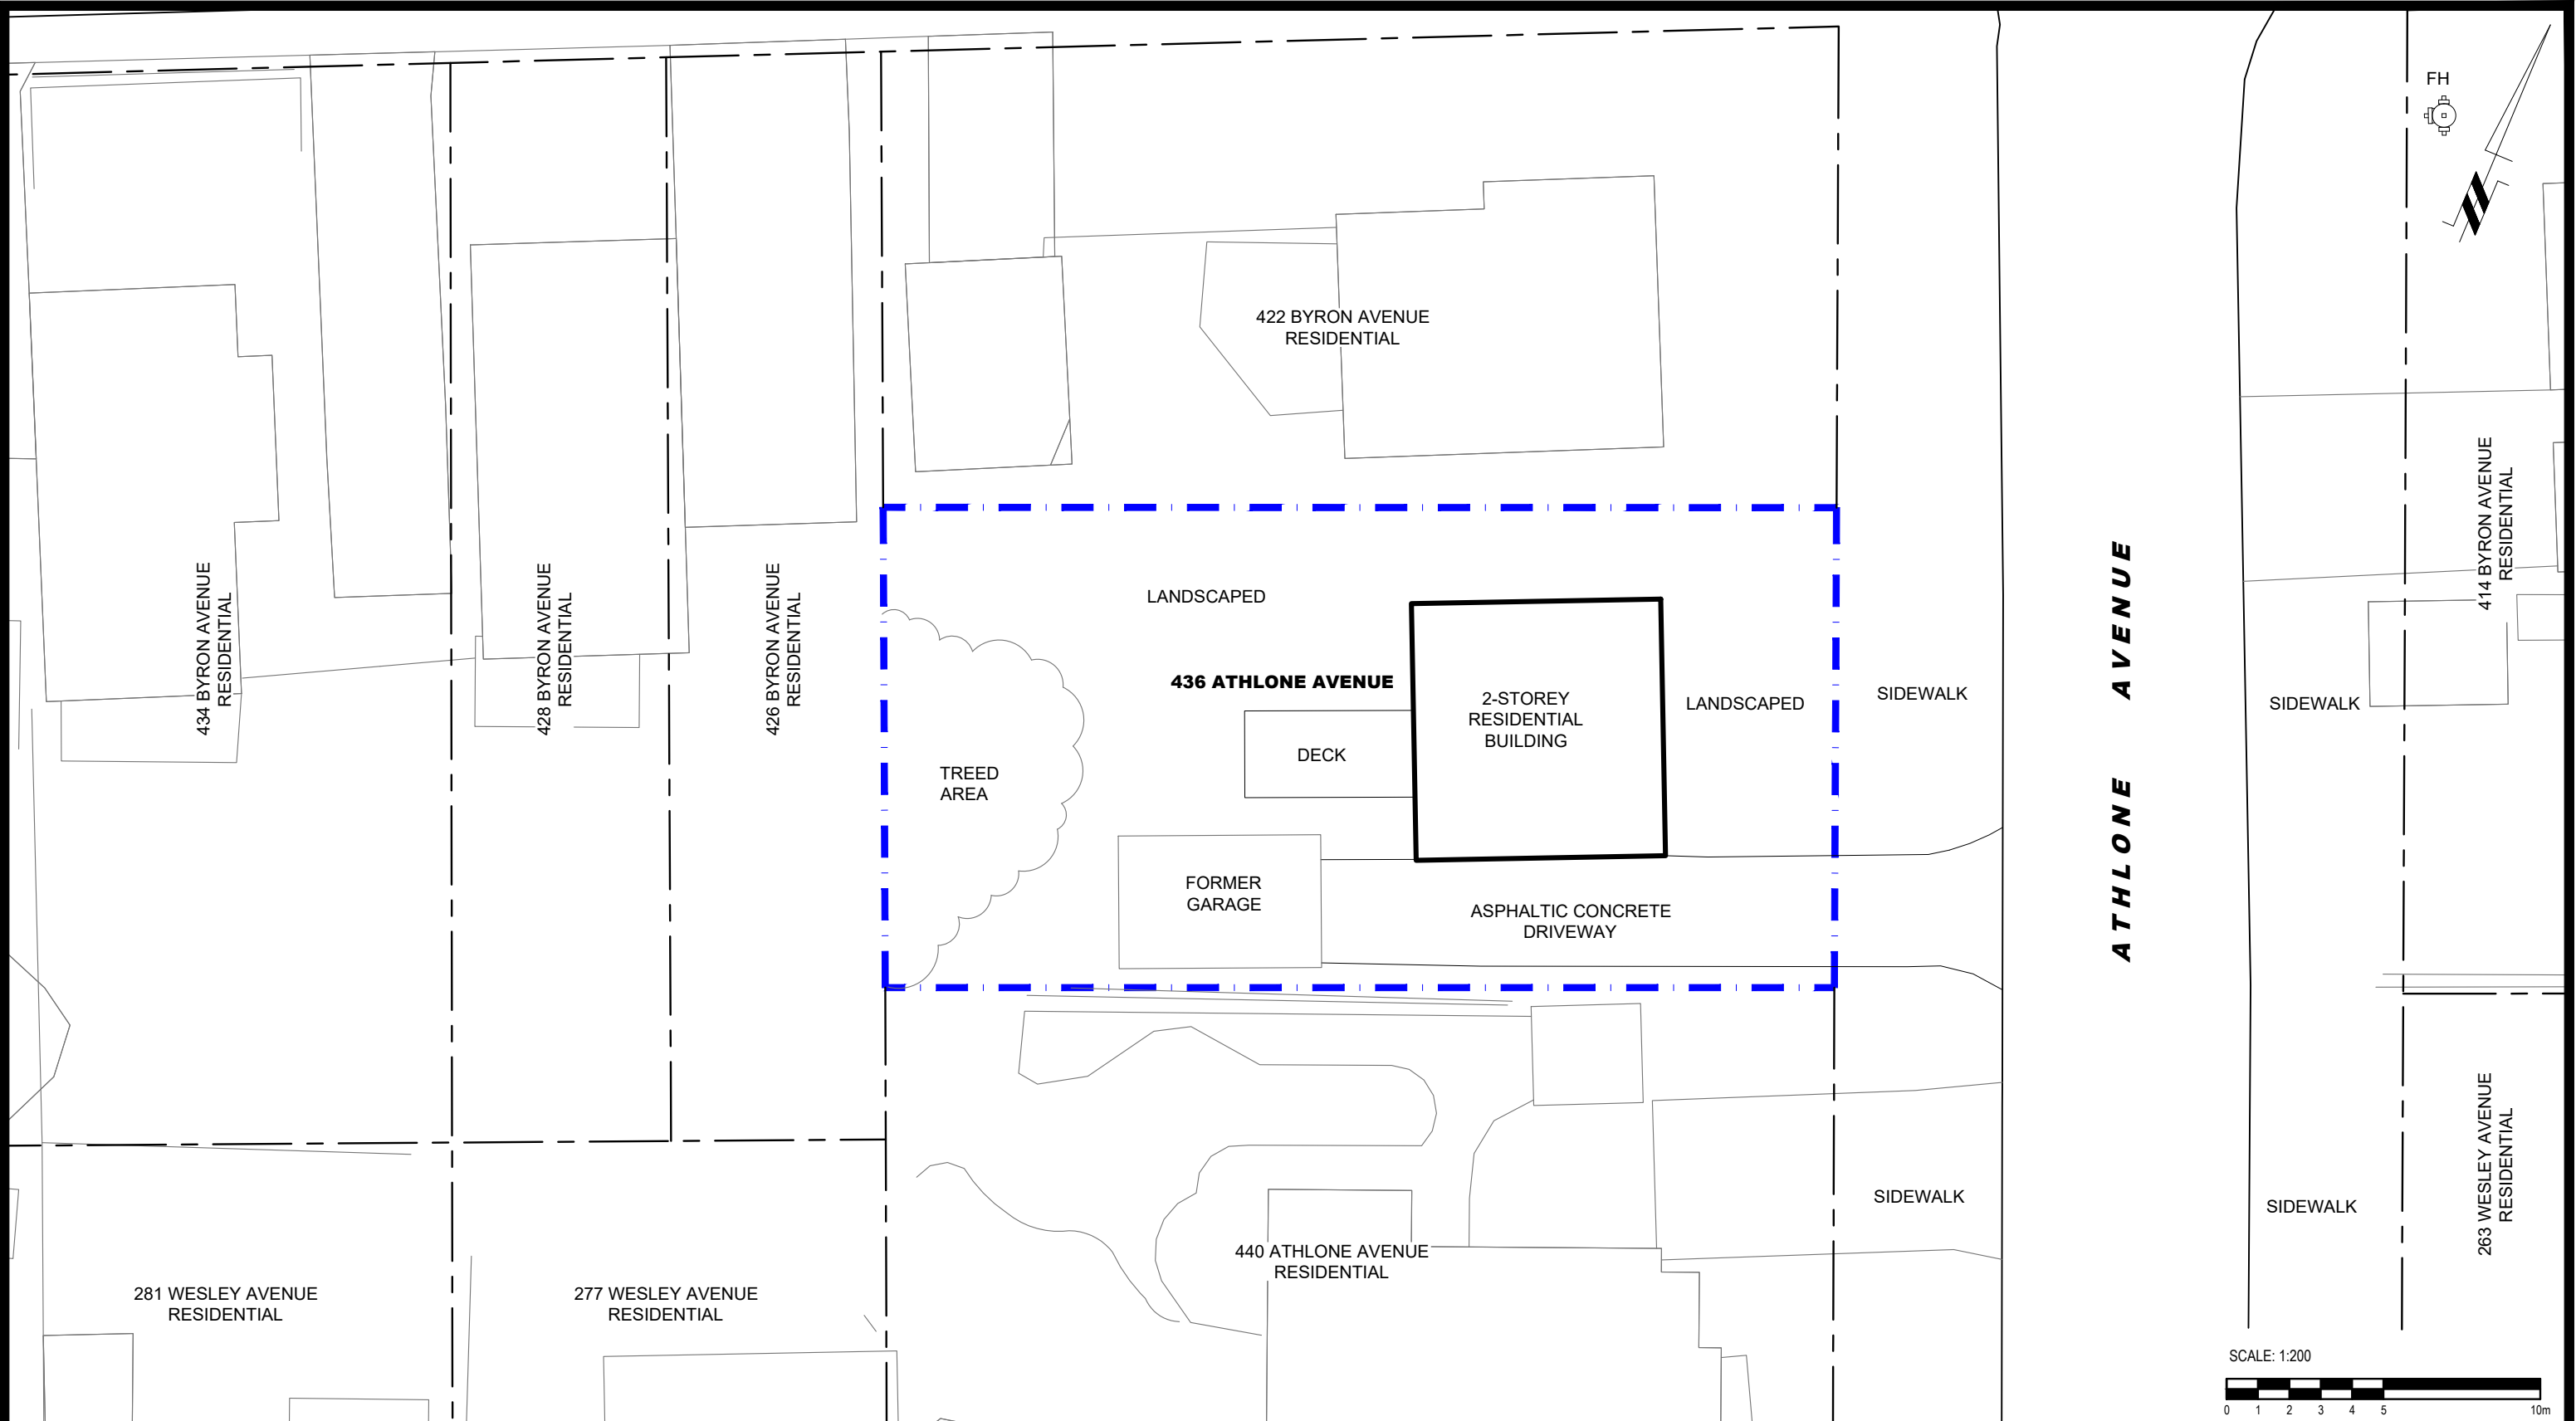 FH
422 BYRON AVENUE
RESIDENTIAL
434 BYRON AVENUE
RESIDENTIAL
428 BYRON AVENUE
RESIDENTIAL
426 BYRON AVENUE
RESIDENTIAL
414 BYRON AVENUE
RESIDENTIAL
LANDSCAPED
436 ATHLONE AVENUE
2-STOREY
RESIDENTIAL
BUILDING
LANDSCAPED
SIDEWALK
SIDEWALK
DECK
TREED
AREA
FORMER
GARAGE
ASPHALTIC CONCRETE
DRIVEWAY
ATHLONE AVENUE
263 WESLEY AVENUE
RESIDENTIAL
SIDEWALK
SIDEWALK
440 ATHLONE AVENUE
RESIDENTIAL
281 WESLEY AVENUE
RESIDENTIAL
277 WESLEY AVENUE
RESIDENTIAL
SCALE: 1:200
0 1 2 3 4 5 10m